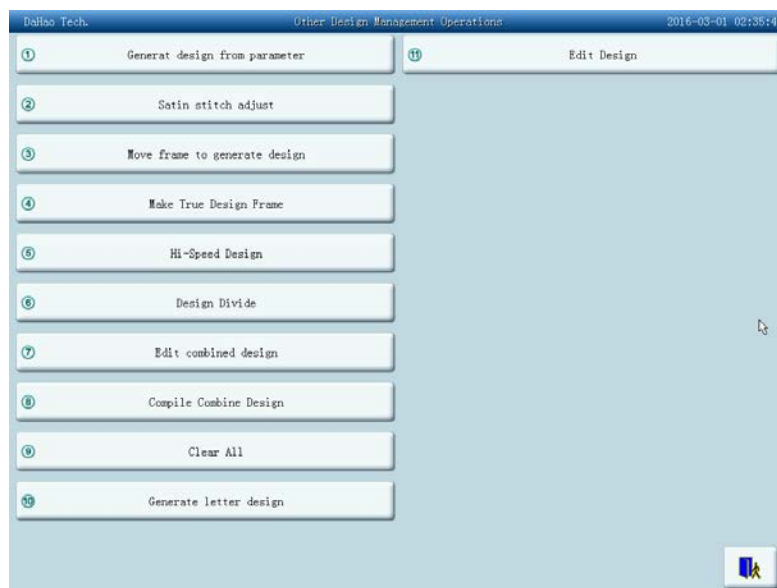 DaHao Tech. Other Design Management Operations 2016-03-01 02:35:4
① Generat design from parameter
② Satin stitch adjust
③ Move frame to generate design
④ Make True Design Frame
⑤ Hi-Speed Design
⑥ Design Divide
⑦ Edit combined design
⑧ Compile Combine Design
⑨ Clear All
⑩ Generate letter design
⑪ Edit Design